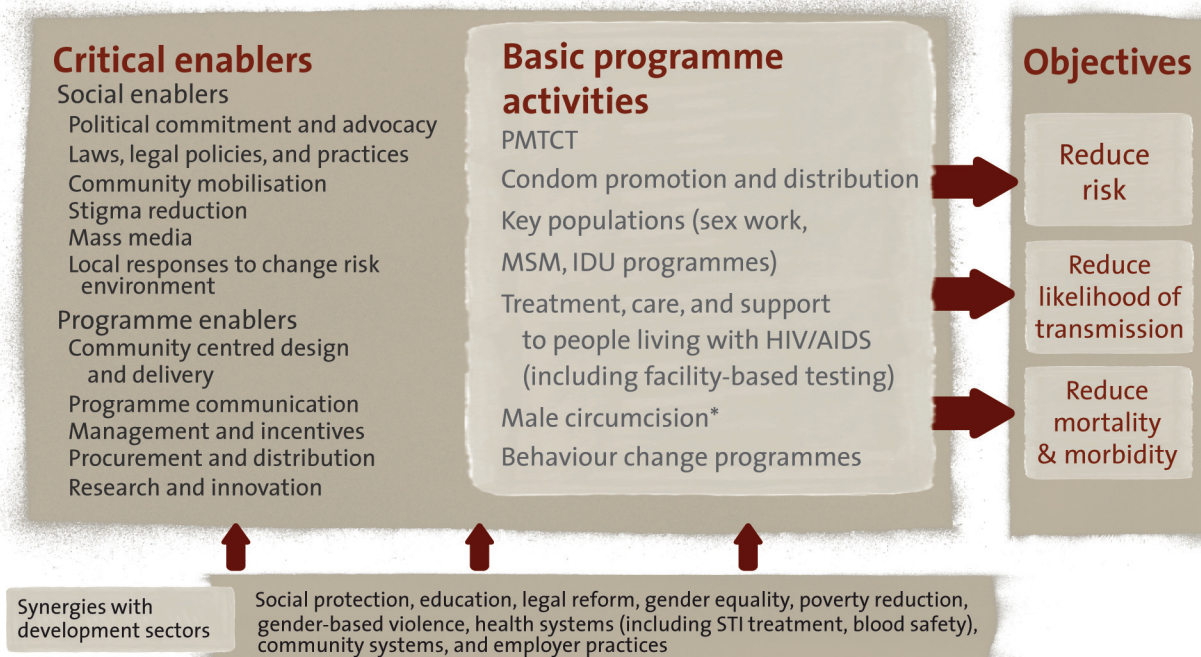 Critical enablers
Social enablers
Political commitment and advocacy
Laws, legal policies, and practices
Community mobilisation
Stigma reduction
Mass media
Local responses to change risk
environment
Programme enablers
Community centred design
and delivery
Programme communication
Management and incentives
Procurement and distribution
Research and innovation
Basic programme
activities
PMTCT
Condom promotion and distribution
Key populations (sex work,
MSM, IDU programmes)
Treatment, care, and support
to people living with HIV/AIDS
(including facility-based testing)
Male circumcision*
Behaviour change programmes
Objectives
Reduce
risk
Reduce
likelihood of
transmission
Reduce
mortality
& morbidity
Synergies with
development sectors
Social protection, education, legal reform, gender equality, poverty reduction,
gender-based violence, health systems (including STI treatment, blood safety),
community systems, and employer practices